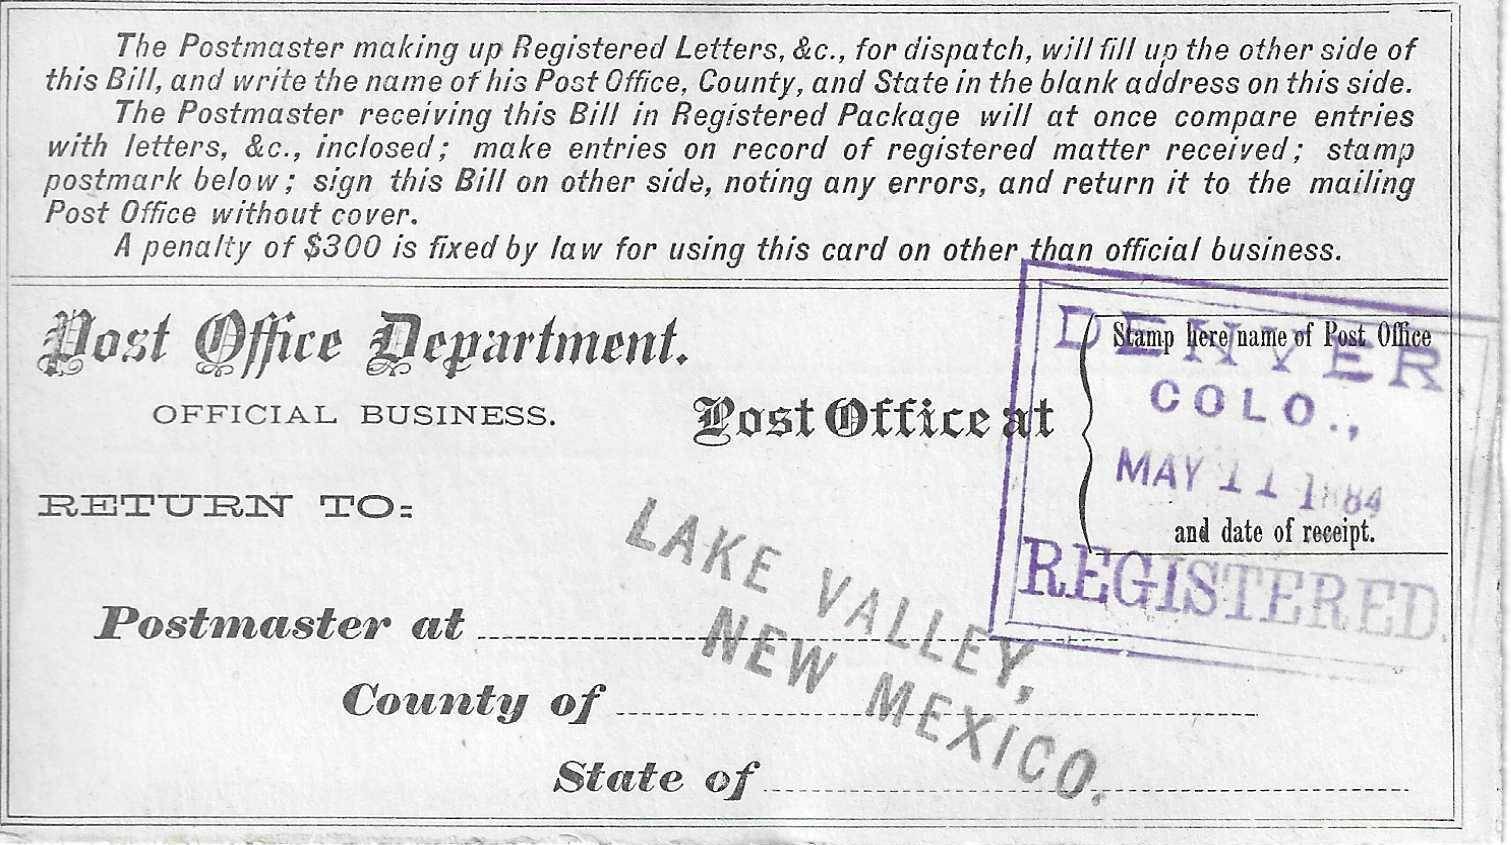 The Postmaster making up Registered Letters, &c., for dispatch, will fill up the other side of
this Bill, and write the name of his Post Office, County, and State in the blank address on this side.
The Postmaster receiving this Bill in Registered Package will at once compare entries
with letters, &c., inclosed; make entries on record of registered matter received; stamp
postmark below; sign this Bill on other side, noting any errors, and return it to the mailing
Post Office without cover.
A penalty of $300 is fixed by law for using this card on other than official business.
Post Office Department.
OFFICIAL BUSINESS.
Post Office at
Stamp here name of Post Office
and date of receipt.
DENVER.
COLO.,
MAY 11 1884
REGISTERED.
RETURN TO:
LAKE VALLEY,
NEW MEXICO.
Postmaster at
County of
State of